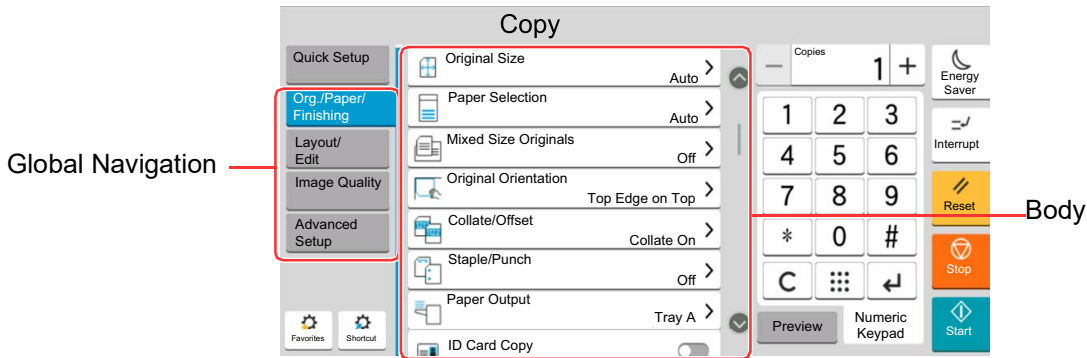 Copy
Global Navigation
Quick Setup
Org./Paper/
Finishing
Layout/
Edit
Image Quality
Advanced
Setup
Favorites
Shortcut
Original Size
Auto
Paper Selection
Auto
Mixed Size Originals
Off
Original Orientation
Top Edge on Top
Collate/Offset
Collate On
Staple/Punch
Off
Paper Output
Tray A
ID Card Copy
Copies
1
1 2 3
4 5 6
7 8 9
* 0 #
C
Preview
Numeric
Keypad
Energy
Saver
Interrupt
Reset
Stop
Start
Body